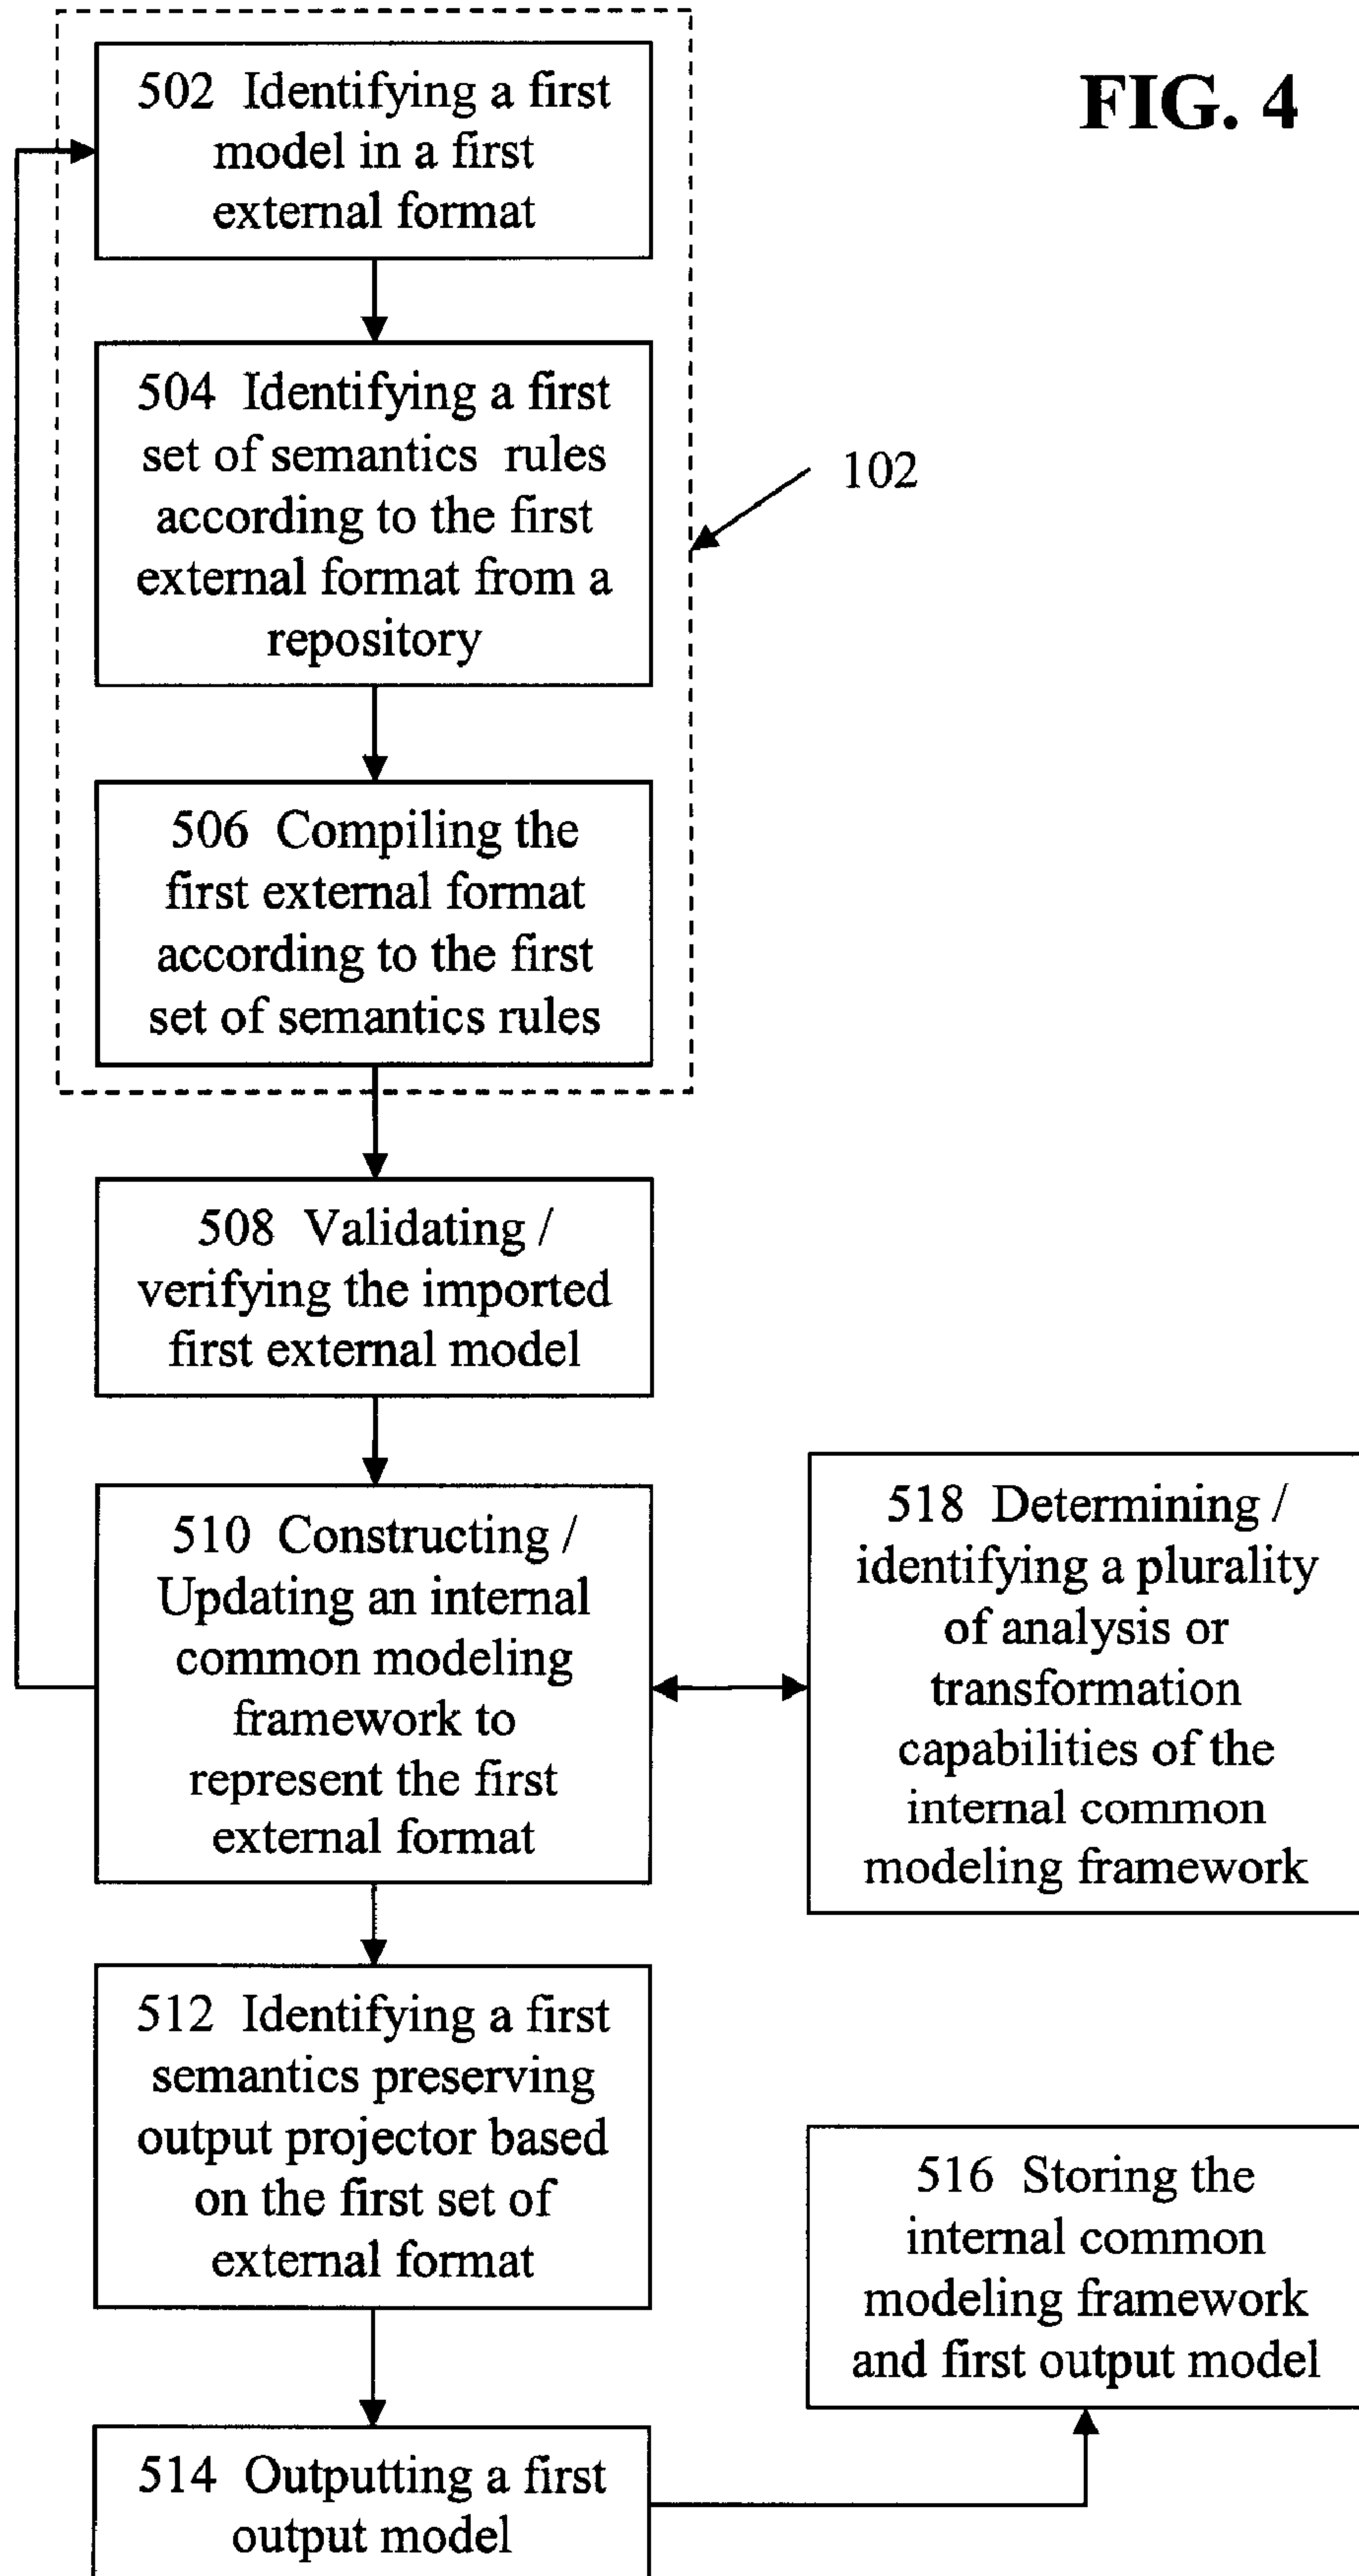 FIG. 4
502 Identifying a first
model in a first
external format
504 Identifying a first
set of semantics rules
according to the first
external format from a
repository
102
506 Compiling the
first external format
according to the first
set of semantics rules
508 Validating /
verifying the imported
first external model
510 Constructing /
Updating an internal
common modeling
framework to
represent the first
external format
518 Determining /
identifying a plurality
of analysis or
transformation
capabilities of the
internal common
modeling framework
512 Identifying a first
semantics preserving
output projector based
on the first set of
external format
516 Storing the
internal common
modeling framework
and first output model
514 Outputting a first
output model